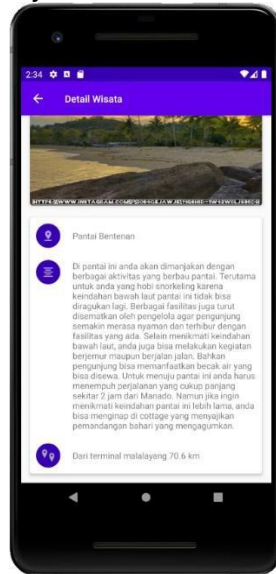 2:34
Detail Wisata
Pantai Bentenan
Di pantai ini anda akan dimanjakan dengan
berbagai aktivitas yang berbau pantai. Terutama
untuk anda yang hobi snorkeling karena
keindahan bawah laut pantai ini tidak bisa
diragukan lagi. Berbagai fasilitas juga turut
disematkan oleh pengelola agar pengunjung
semakin merasa nyaman dan terhibur dengan
fasilitas yang ada. Selain menikmati keindahan
bawah laut, anda juga bisa melakukan kegiatan
berjemur maupun berjalan jalan. Bahkan
pengunjung bisa memanfaatkan becak air yang
bisa disewa. Untuk menuju pantai ini anda harus
menempuh perjalanan yang cukup panjang
sekitar 2 jam dari Manado. Namun jika ingin
menikmati keindahan pantai ini lebih lama, anda
bisa menginap di cottage yang menyajikan
pemandangan bahari yang mengagumkan.
Dari terminal malalayang 70.6 km